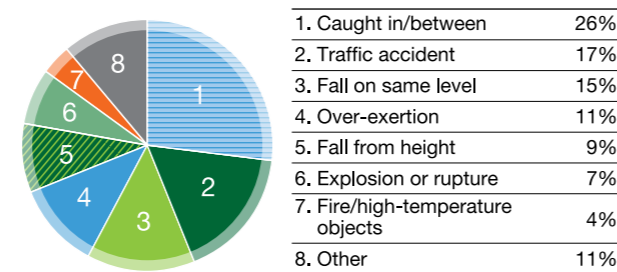 1
2
3
4
5
6
7
8
1. Caught in/between 26%
2. Traffic accident 17%
3. Fall on same level 15%
4. Over-exertion 11%
5. Fall from height 9%
6. Explosion or rupture 7%
7. Fire/high-temperature
objects 4%
8. Other 11%